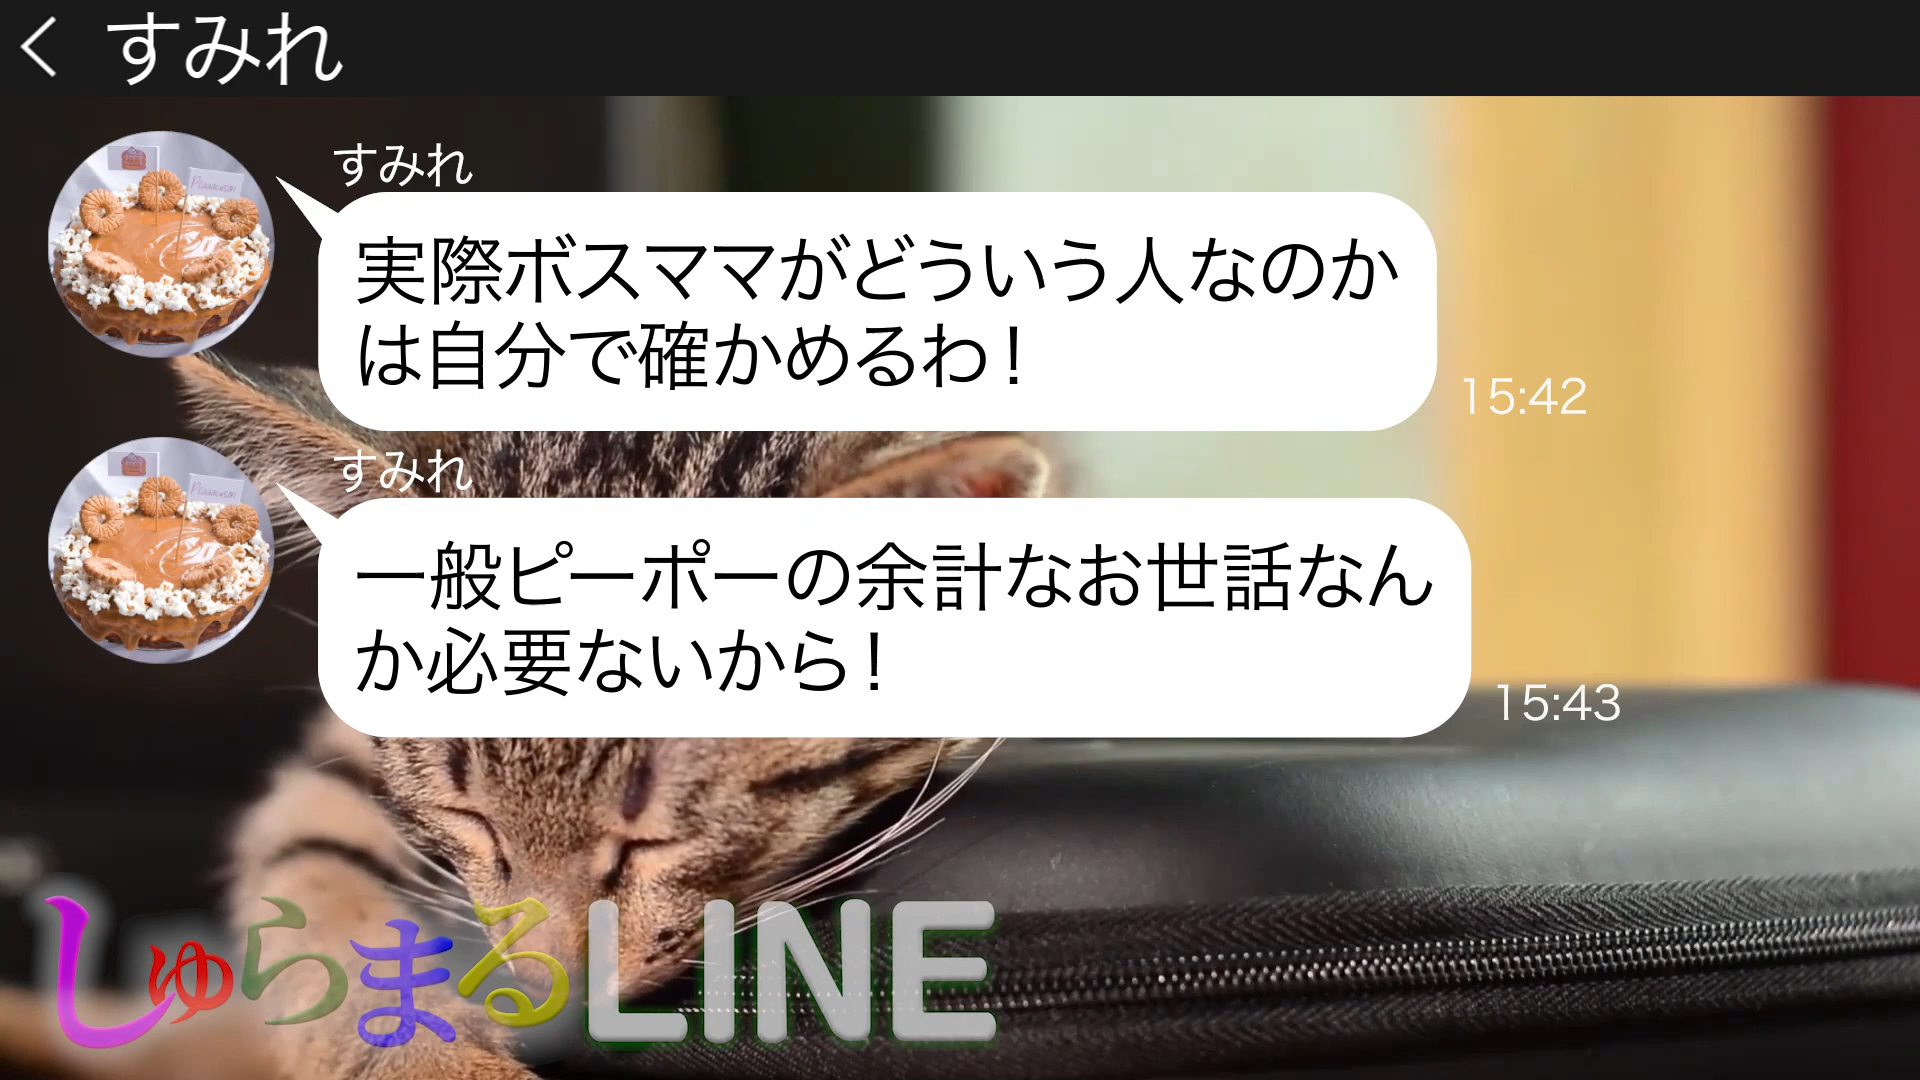 すみれ
すみれ
実際ボスママがどういう人なのか
は自分で確かめるわ！
15:42
すみれ
一般ピーポーの余計なお世話なん
か必要ないから！
15:43
しゅらまるLINE